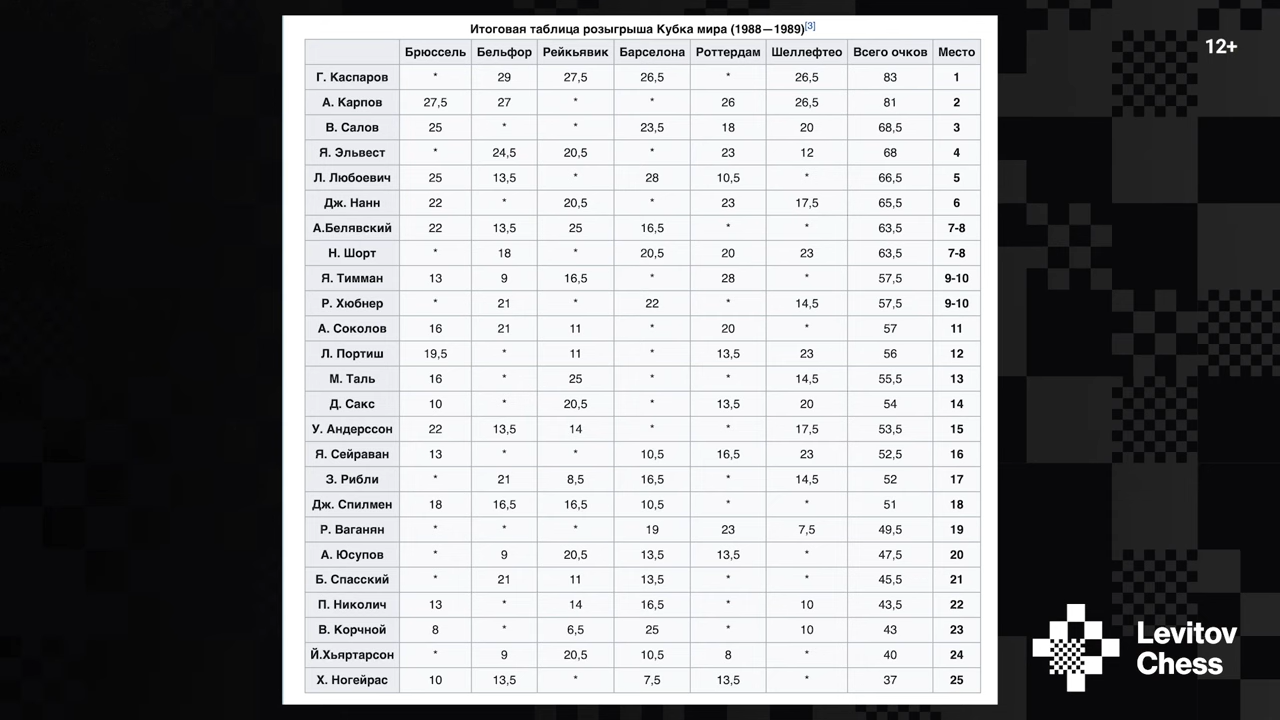 Итоговая таблица розыгрыша Кубка мира (1988—1989)[3]
12+
Брюссель Бельфор Рейкьявик Барселона Роттердам Шеллефтео Всего очков Место
Г. Каспаров * 29 27,5 26,5 * 26,5 83 1
А. Карпов 27,5 27 * * 26 26,5 81 2
В. Салов 25 * * 23,5 18 20 68,5 3
Я. Эльвест * 24,5 20,5 * 23 12 68 4
Л. Любоевич 25 13,5 * 28 10,5 * 66,5 5
Дж. Нанн 22 * 20,5 * 23 17,5 65,5 6
А.Белявский 22 13,5 25 16,5 * * 63,5 7-8
Н. Шорт * 18 * 20,5 20 23 63,5 7-8
Я. Тимман 13 9 16,5 * 28 * 57,5 9-10
Р. Хюбнер * 21 * 22 * 14,5 57,5 9-10
А. Соколов 16 21 11 * 20 * 57 11
Л. Портиш 19,5 * 11 * 13,5 23 56 12
М. Таль 16 * 25 * * 14,5 55,5 13
Д. Сакс 10 * 20,5 * 13,5 20 54 14
У. Андерссон 22 13,5 14 * * 17,5 53,5 15
Я. Сейраван 13 * * 10,5 16,5 23 52,5 16
З. Рибли * 21 8,5 16,5 * 14,5 52 17
Дж. Спилмен 18 16,5 16,5 10,5 * * 51 18
Р. Ваганян * * * 19 23 7,5 49,5 19
А. Юсупов * 9 20,5 13,5 13,5 * 47,5 20
Б. Спасский * 21 11 13,5 * * 45,5 21
П. Николич 13 * 14 16,5 * 10 43,5 22
В. Корчной 8 * 6,5 25 * 10 43 23
Й.Хьяртарсон * 9 20,5 10,5 8 * 40 24
Х. Ногейрас 10 13,5 * 7,5 13,5 * 37 25
Levitov
Chess